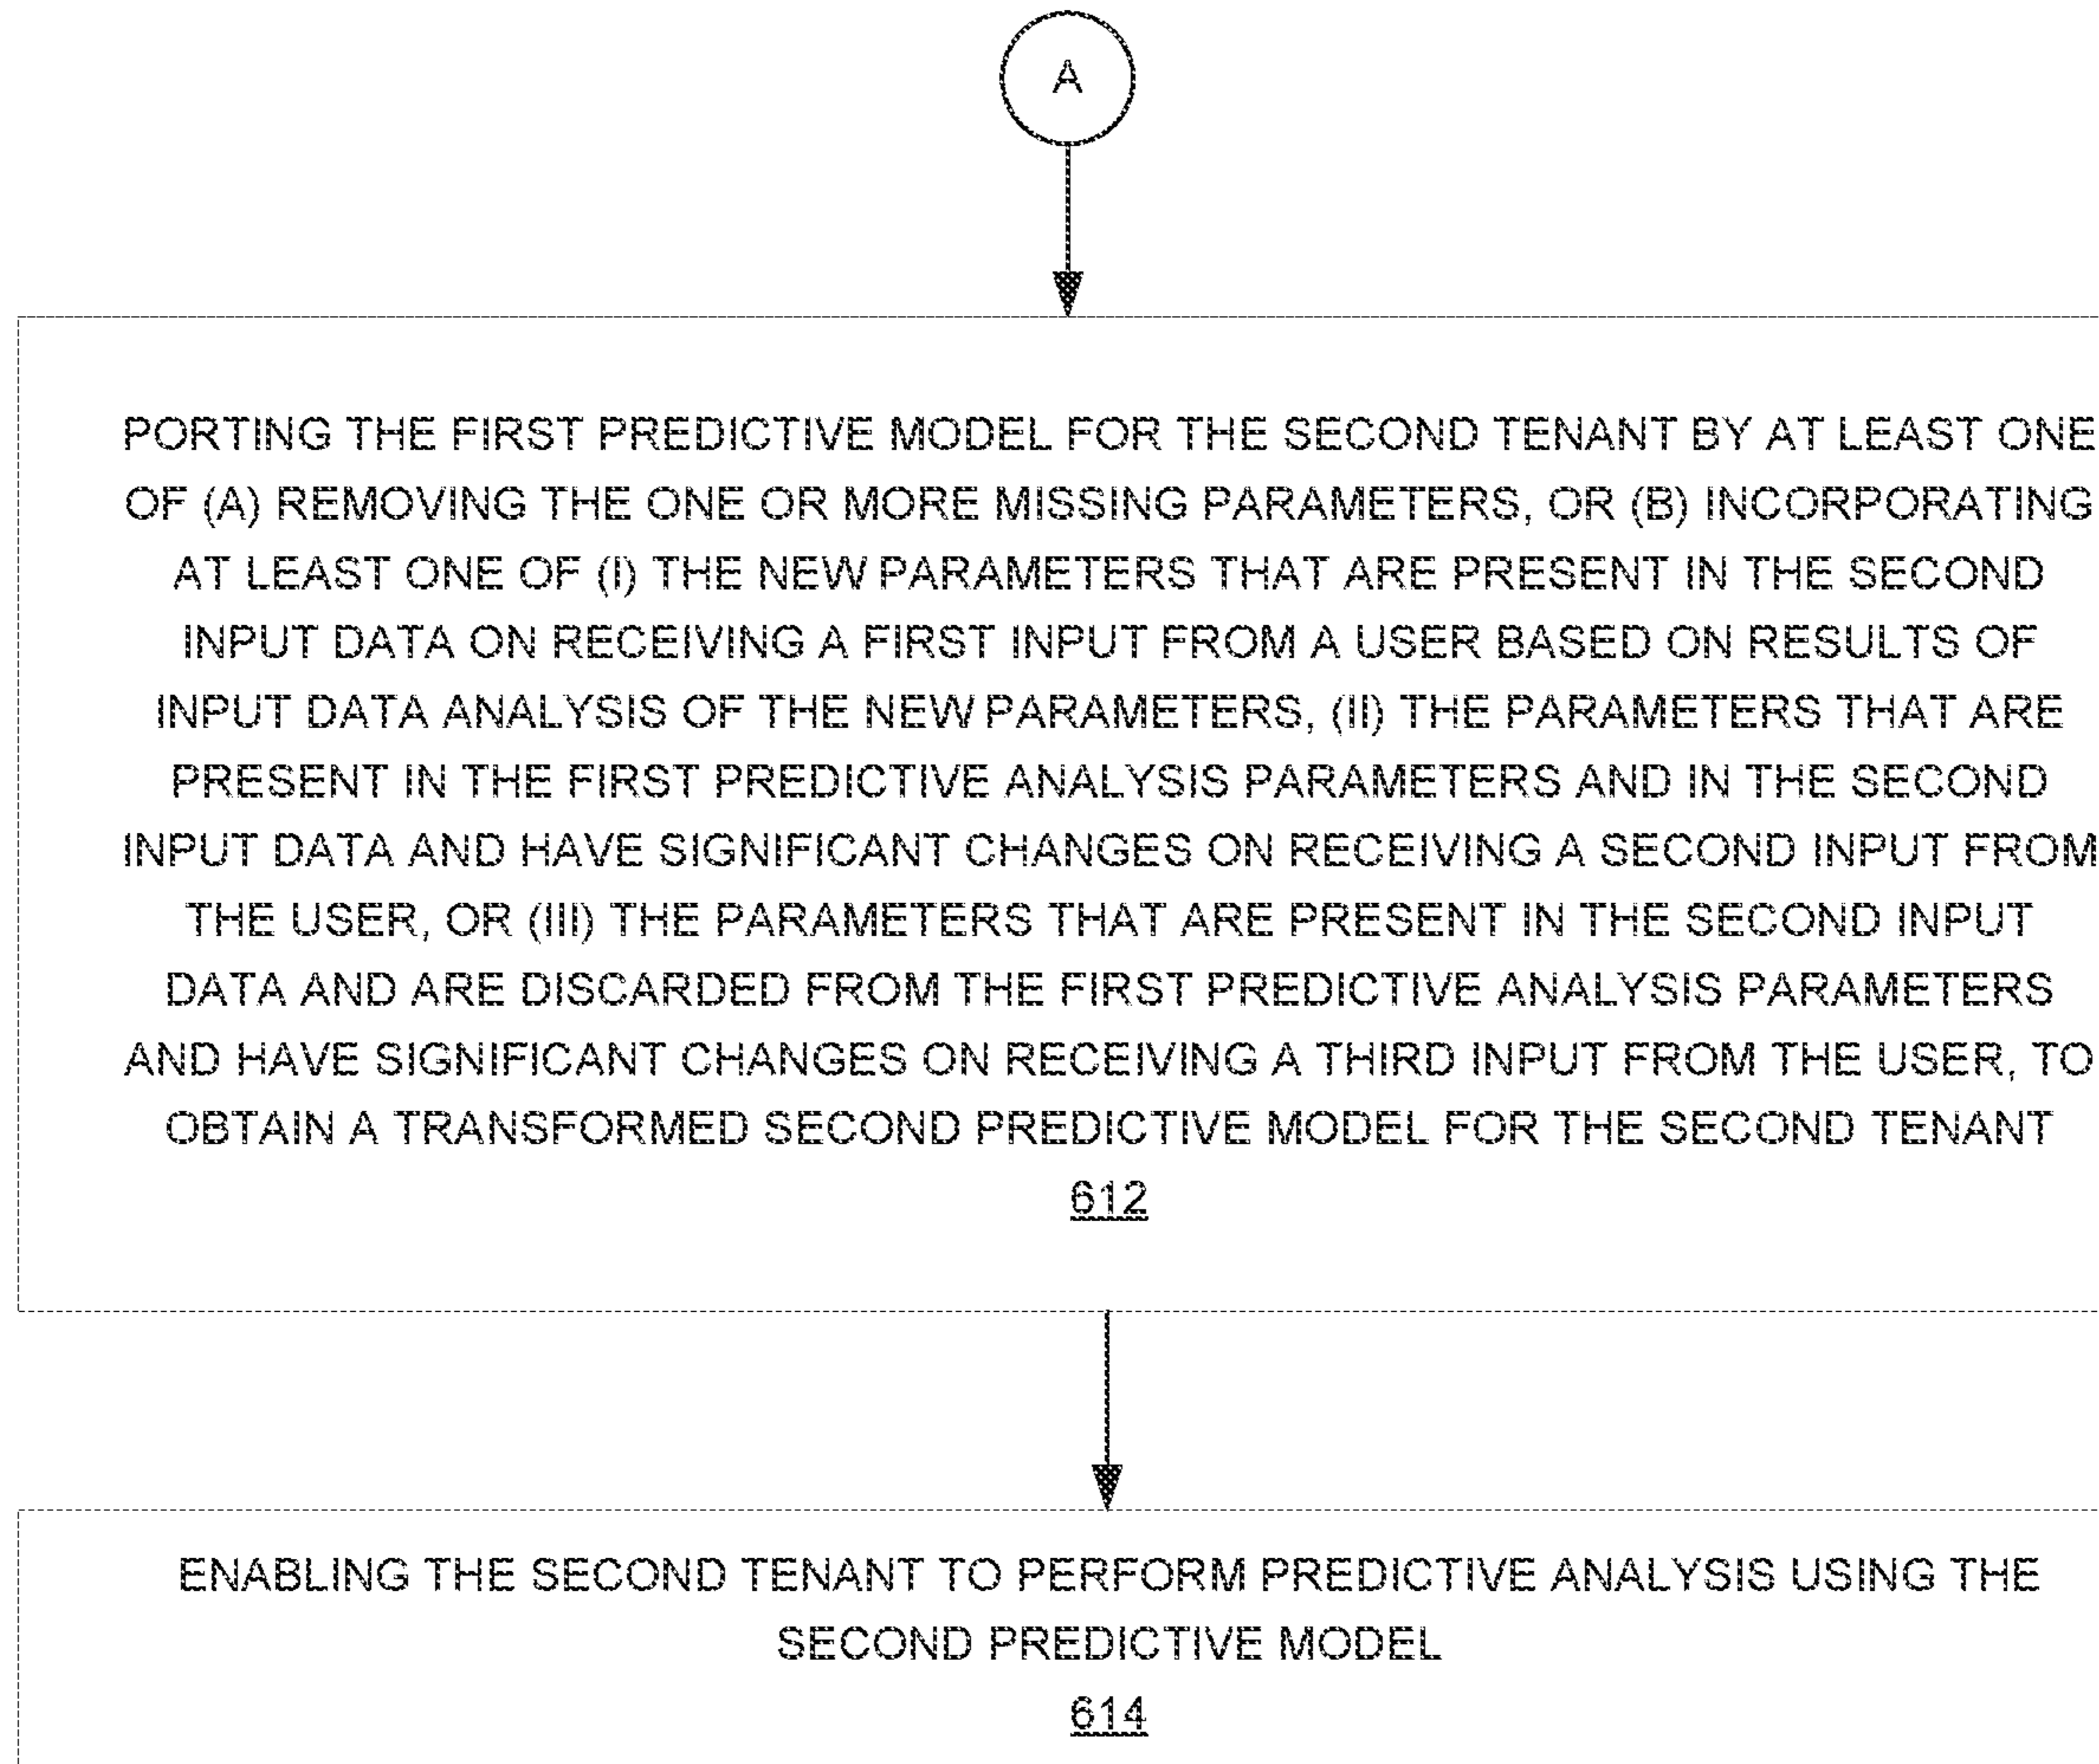 A
PORTING THE FIRST PREDICTIVE MODEL FOR THE SECOND TENANT BY AT LEAST ONE
OF (A) REMOVING THE ONE OR MORE MISSING PARAMETERS, OR (B) INCORPORATING
AT LEAST ONE OF (I) THE NEW PARAMETERS THAT ARE PRESENT IN THE SECOND
INPUT DATA ON RECEIVING A FIRST INPUT FROM A USER BASED ON RESULTS OF
INPUT DATA ANALYSIS OF THE NEW PARAMETERS, (II) THE PARAMETERS THAT ARE
PRESENT IN THE FIRST PREDICTIVE ANALYSIS PARAMETERS AND IN THE SECOND
INPUT DATA AND HAVE SIGNIFICANT CHANGES ON RECEIVING A SECOND INPUT FROM
THE USER, OR (III) THE PARAMETERS THAT ARE PRESENT IN THE SECOND INPUT
DATA AND ARE DISCARDED FROM THE FIRST PREDICTIVE ANALYSIS PARAMETERS
AND HAVE SIGNIFICANT CHANGES ON RECEIVING A THIRD INPUT FROM THE USER, TO
OBTAIN A TRANSFORMED SECOND PREDICTIVE MODEL FOR THE SECOND TENANT
612
ENABLING THE SECOND TENANT TO PERFORM PREDICTIVE ANALYSIS USING THE
SECOND PREDICTIVE MODEL
614